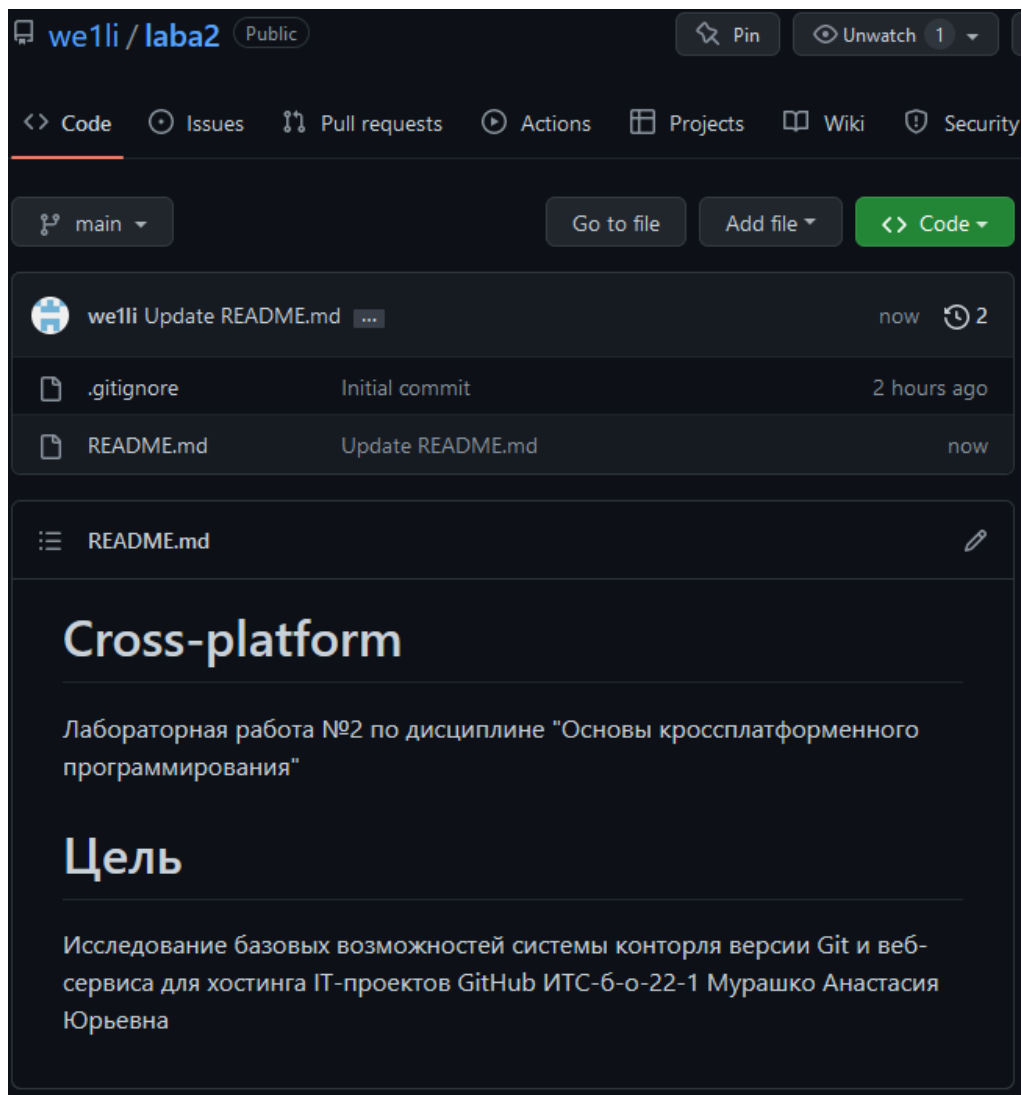 we1li / laba2 Public Pin Unwatch 1
Code Issues Pull requests Actions Projects Wiki Security
main Go to file Add file Code
we1li Update README.md ... now 2
.gitignore Initial commit 2 hours ago
README.md Update README.md now
README.md
Cross-platform
Лабораторная работа №2 по дисциплине "Основы кроссплатформенного
программирования"
Цель
Исследование базовых возможностей системы конторля версии Git и веб-
сервиса для хостинга IT-проектов GitHub ИТС-б-о-22-1 Мурашко Анастасия
Юрьевна